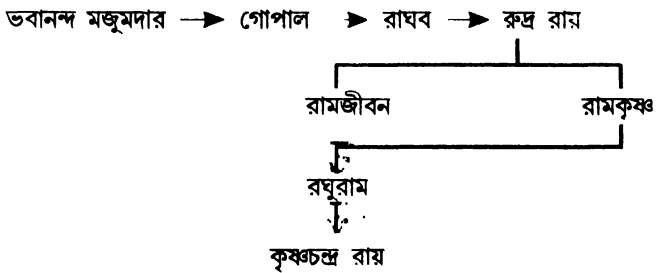 ভবানন্দ মজুমদার → গোপাল → রাঘব → রুদ্র রায়
রামজীবন রামকৃষ্ণ
রঘুরাম
কৃষ্ণচন্দ্র রায়